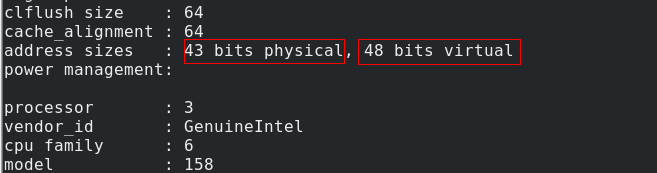 clflush size    : 64
cache_alignment : 64
address sizes   : 43 bits physical, 48 bits virtual
power management:
processor       : 3
vendor_id       : GenuineIntel
cpu family      : 6
model           : 158